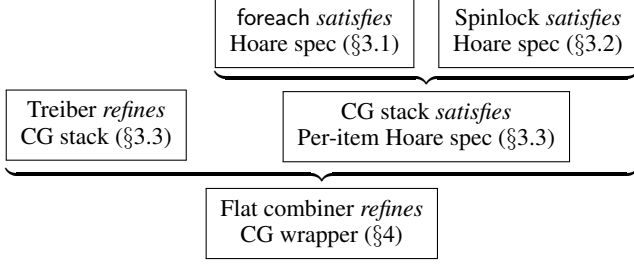 foreach satisfies
Hoare spec (§3.1)
Spinlock satisfies
Hoare spec (§3.2)
Treiber refines
CG stack (§3.3)
CG stack satisfies
Per-item Hoare spec (§3.3)
Flat combiner refines
CG wrapper (§4)